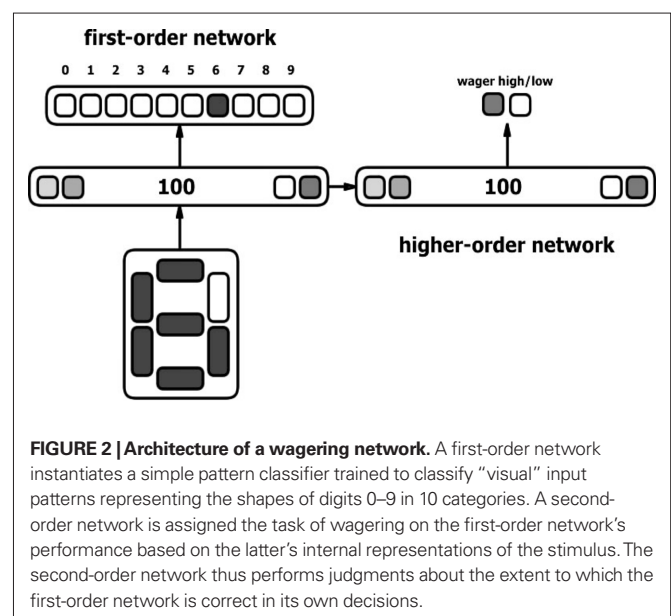 first-order network
0 1 2 3 4 5 6 7 8 9
wager high/low
100
100
higher-order network
FIGURE 2 | Architecture of a wagering network. A first-order network
instantiates a simple pattern classifier trained to classify “visual” input
patterns representing the shapes of digits 0–9 in 10 categories. A second-
order network is assigned the task of wagering on the first-order network’s
performance based on the latter’s internal representations of the stimulus. The
second-order network thus performs judgments about the extent to which the
first-order network is correct in its own decisions.